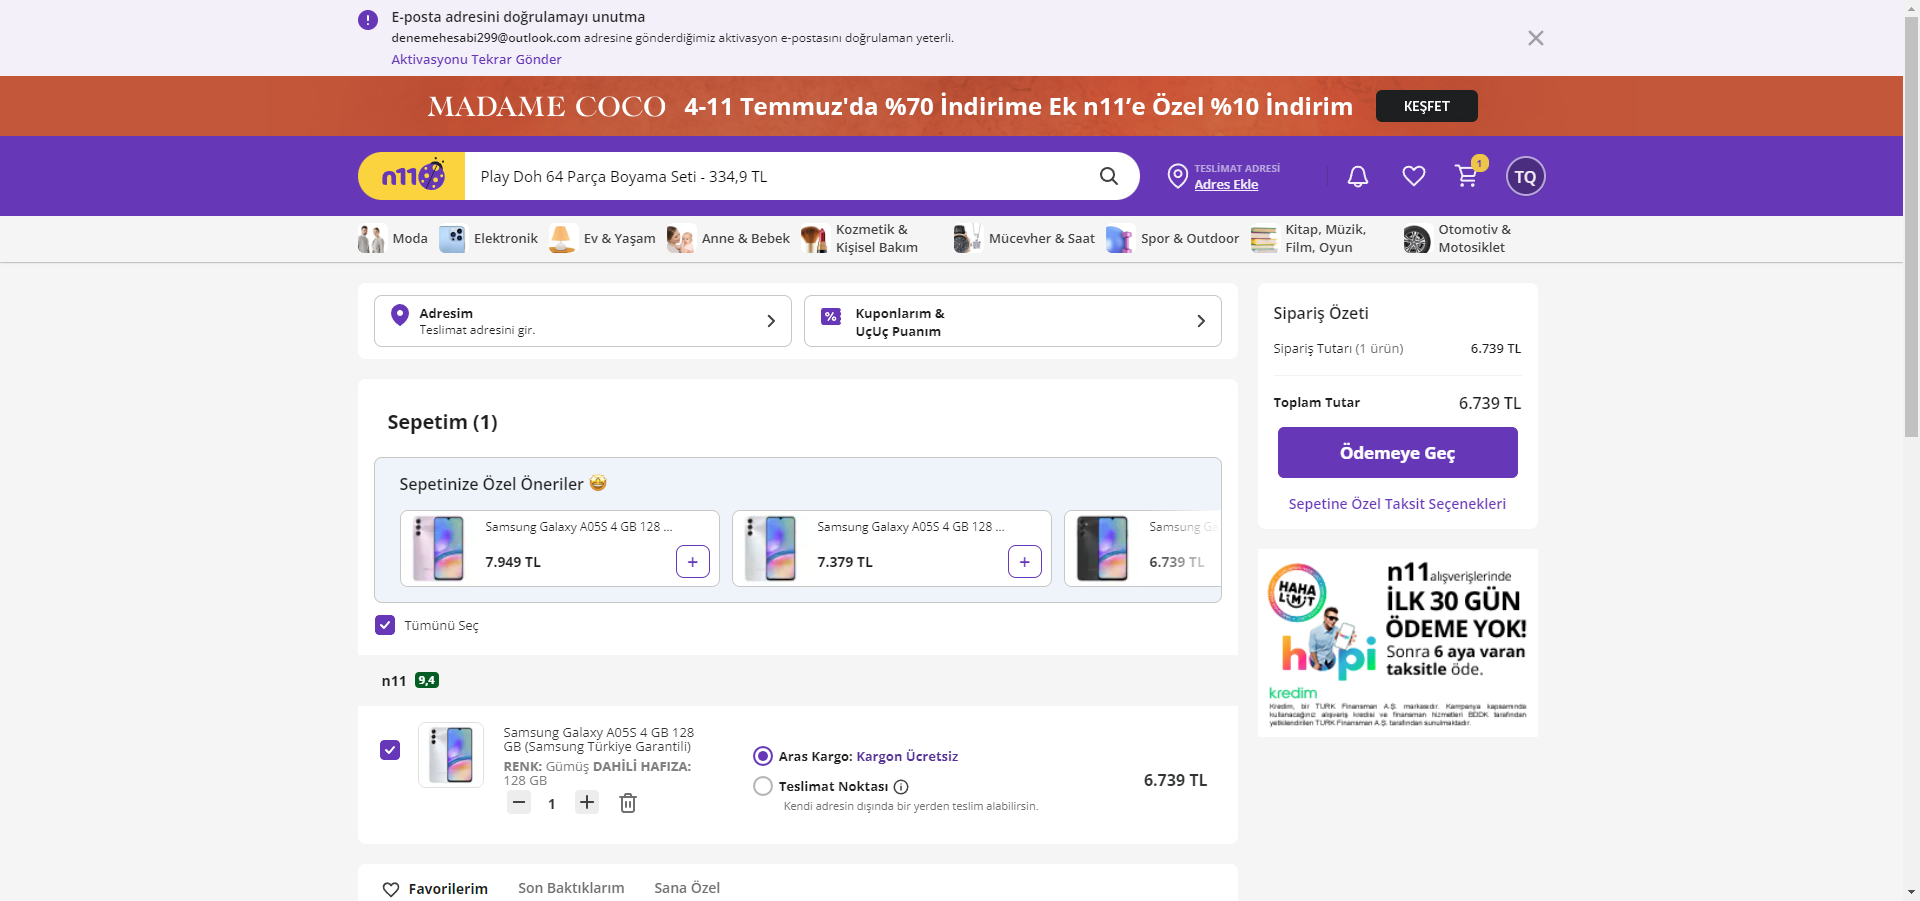 E-posta adresini doğrulamayı unutma
denemehesabi299@outlook.com adresine gönderdiğimiz aktivasyon e-postasını doğrulaman yeterli.
Aktivasyonu Tekrar Gönder
MADAME COCO 4-11 Temmuz'da %70 İndirime Ek n11’e Özel %10 İndirim KEŞFET
n11 Play Doh 64 Parça Boyama Seti - 334,9 TL
TESLİMAT ADRESİ
Adres Ekle
1
TQ
Moda
Elektronik
Ev & Yaşam
Anne & Bebek
Kozmetik &
Kişisel Bakım
Mücevher & Saat
Spor & Outdoor
Kitap, Müzik,
Film, Oyun
Otomotiv &
Motosiklet
Adresim
Teslimat adresini gir.
%
Kuponlarım &
UçUç Puanım
Sepetim (1)
Sepetinize Özel Öneriler
Samsung Galaxy A05S 4 GB 128 ...
7.949 TL
+
Samsung Galaxy A05S 4 GB 128 ...
7.379 TL
+
Samsung Ga
6.739 TL
Tümünü Seç
n11 9,4
Samsung Galaxy A05S 4 GB 128
GB (Samsung Türkiye Garantili)
RENK: Gümüş DAHİLİ HAFIZA:
128 GB
1
Aras Kargo: Kargon Ücretsiz
Teslimat Noktası
Kendi adresin dışında bir yerden teslim alabilirsin.
6.739 TL
Favorilerim
Son Baktıklarım
Sana Özel
Sipariş Özeti
Sipariş Tutarı (1 ürün) 6.739 TL
Toplam Tutar 6.739 TL
Ödemeye Geç
Sepetine Özel Taksit Seçenekleri
HAHA
LİMİT
hopi
n11 alışverişlerinde
İLK 30 GÜN
ÖDEME YOK!
Sonra 6 aya varan
taksitle öde.
kredim
Kredim, bir TURK Finansman A.Ş. markasıdır. Kampanya kapsamında
kullanacağınız alışveriş kredisi ve finansman hizmetleri BDDK tarafından
yetkilendirilen TURK Finansman A.Ş. tarafından sunulmaktadır.